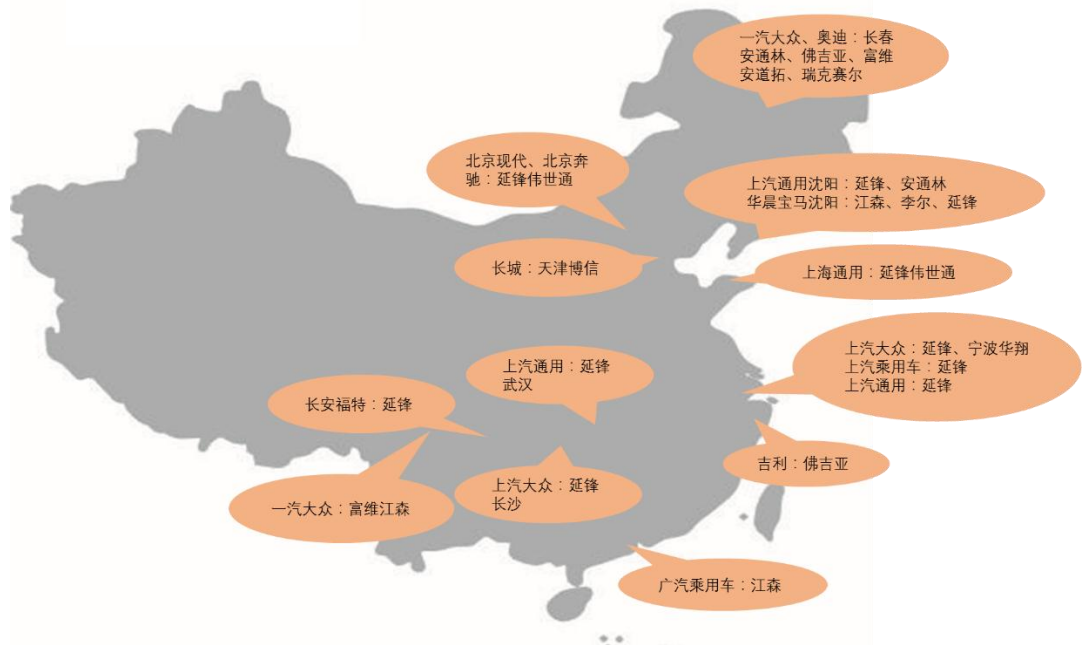 一汽大众、奥迪：长春
安通林、佛吉亚、富维
安道拓、瑞克赛尔
北京现代、北京奔
驰：延锋伟世通
上汽通用沈阳：延锋、安通林
华晨宝马沈阳：江森、李尔、延锋
长城：天津博信
上海通用：延锋伟世通
上汽大众：延锋、宁波华翔
上汽乘用车：延锋
上汽通用：延锋
上汽通用：延锋
武汉
长安福特：延锋
吉利：佛吉亚
上汽大众：延锋
长沙
一汽大众：富维江森
广汽乘用车：江森